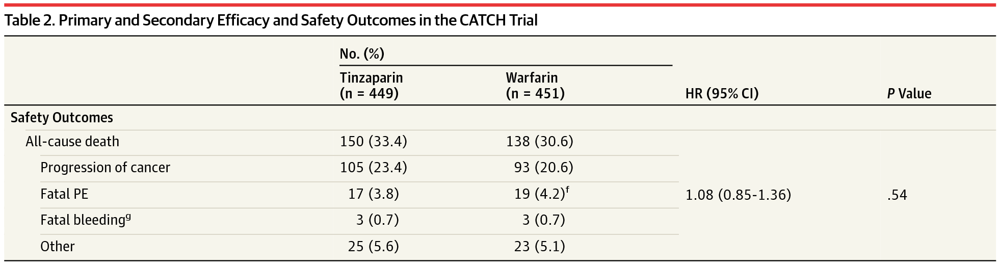 Table 2. Primary and Secondary Efficacy and Safety Outcomes in the CATCH Trial
No. (%)
Tinzaparin (n = 449) Warfarin (n = 451) HR (95% CI) P Value
Safety Outcomes
All-cause death 150 (33.4) 138 (30.6)
Progression of cancer 105 (23.4) 93 (20.6)
Fatal PE 17 (3.8) 19 (4.2)f 1.08 (0.85-1.36) .54
Fatal bleedingg 3 (0.7) 3 (0.7)
Other 25 (5.6) 23 (5.1)